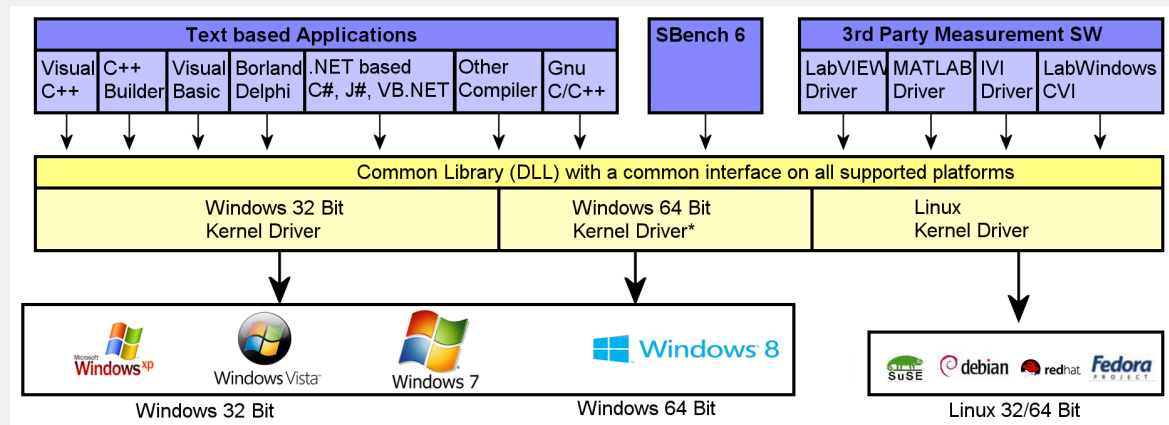 Text based Applications
SBench 6
3rd Party Measurement SW
Visual
C++
C++
Builder
Visual
Basic
Borland
Delphi
.NET based
C#, J#, VB.NET
Other
Compiler
Gnu
C/C++
LabVIEW
Driver
MATLAB
Driver
IVI
Driver
LabWindows
CVI
Common Library (DLL) with a common interface on all supported platforms
Windows 32 Bit
Kernel Driver
Windows 64 Bit
Kernel Driver*
Linux
Kernel Driver
Microsoft
Windows xp
Windows Vista™
Windows 7
Windows 8
SuSE
debian
redhat
Fedora
PROJECT
Windows 32 Bit
Windows 64 Bit
Linux 32/64 Bit